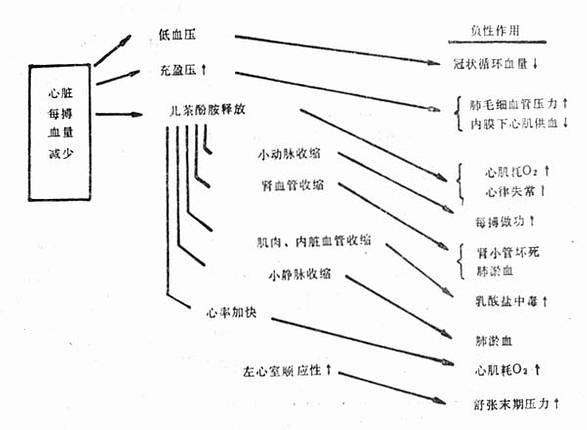 负性作用
低血压
冠状循环血量↓
充盈压↑
肺毛细血管压力↑
内膜下心肌供血↓
心脏
每搏
血量
减少
儿茶酚胺释放
小动脉收缩
心肌耗O₂↑
心律失常↑
肾血管收缩
每搏做功↑
肌肉、内脏血管收缩
肾小管坏死
肺淤血
小静脉收缩
乳酸盐中毒↑
心率加快
肺淤血
左心室顺应性↑
心肌耗O₂↑
舒张末期压力↑